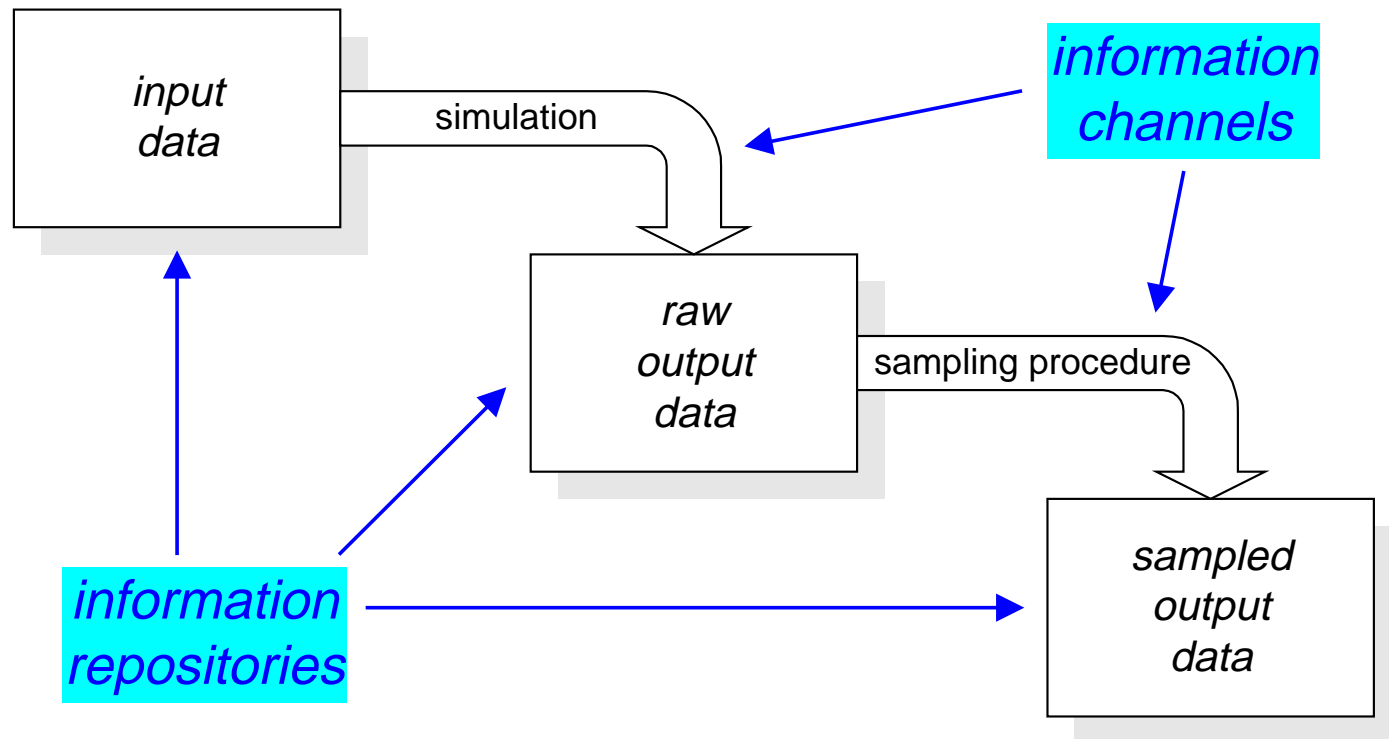 input
data
simulation
information
channels
raw
output
data
sampling procedure
information
repositories
sampled
output
data